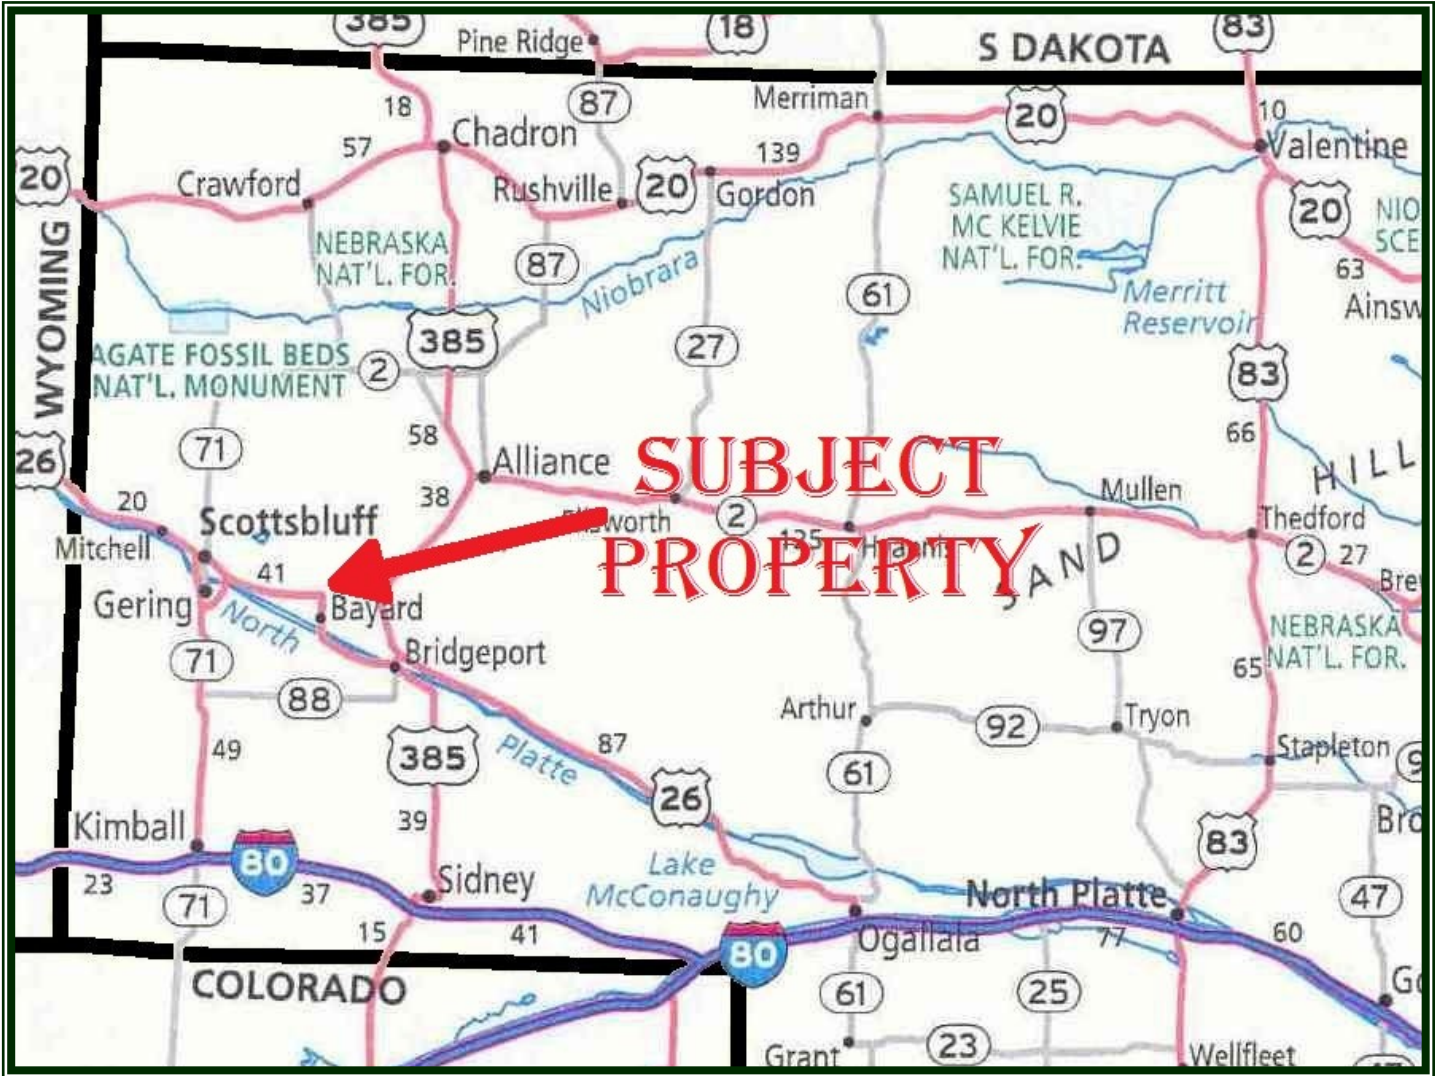 385
18
83
Pine Ridge
S DAKOTA
Merriman
87
18
20
10
Chadron
57
139
Valentine
20
Crawford
Rushville
20
Gordon
SAMUEL R.
MC KELVIE
NAT'L. FOR.
20
NIO
SCE
WYOMING
NEBRASKA
NAT'L. FOR.
87
Niobrara
63
61
Merritt
Reservoir
Ainsw
385
27
AGATE FOSSIL BEDS
NAT'L. MONUMENT
2
83
71
58
66
26
Alliance
SUBJECT
PROPERTY
HILL
20
38
Mullen
Scottsbluff
2
Thedford
Mitchell
135
2
27
41
SAND
Bre
Gering
Bayard
North
97
NEBRASKA
NAT'L. FOR.
71
Bridgeport
65
88
Arthur
92
Tryon
49
385
Platte
87
Stapleton
9
61
26
Kimball
39
83
Bro
80
Lake
McConaughy
23
37
Sidney
North Platte
47
71
15
41
80
Ogallala
77
60
COLORADO
61
25
Go
Grant
23
Wellfleet
47